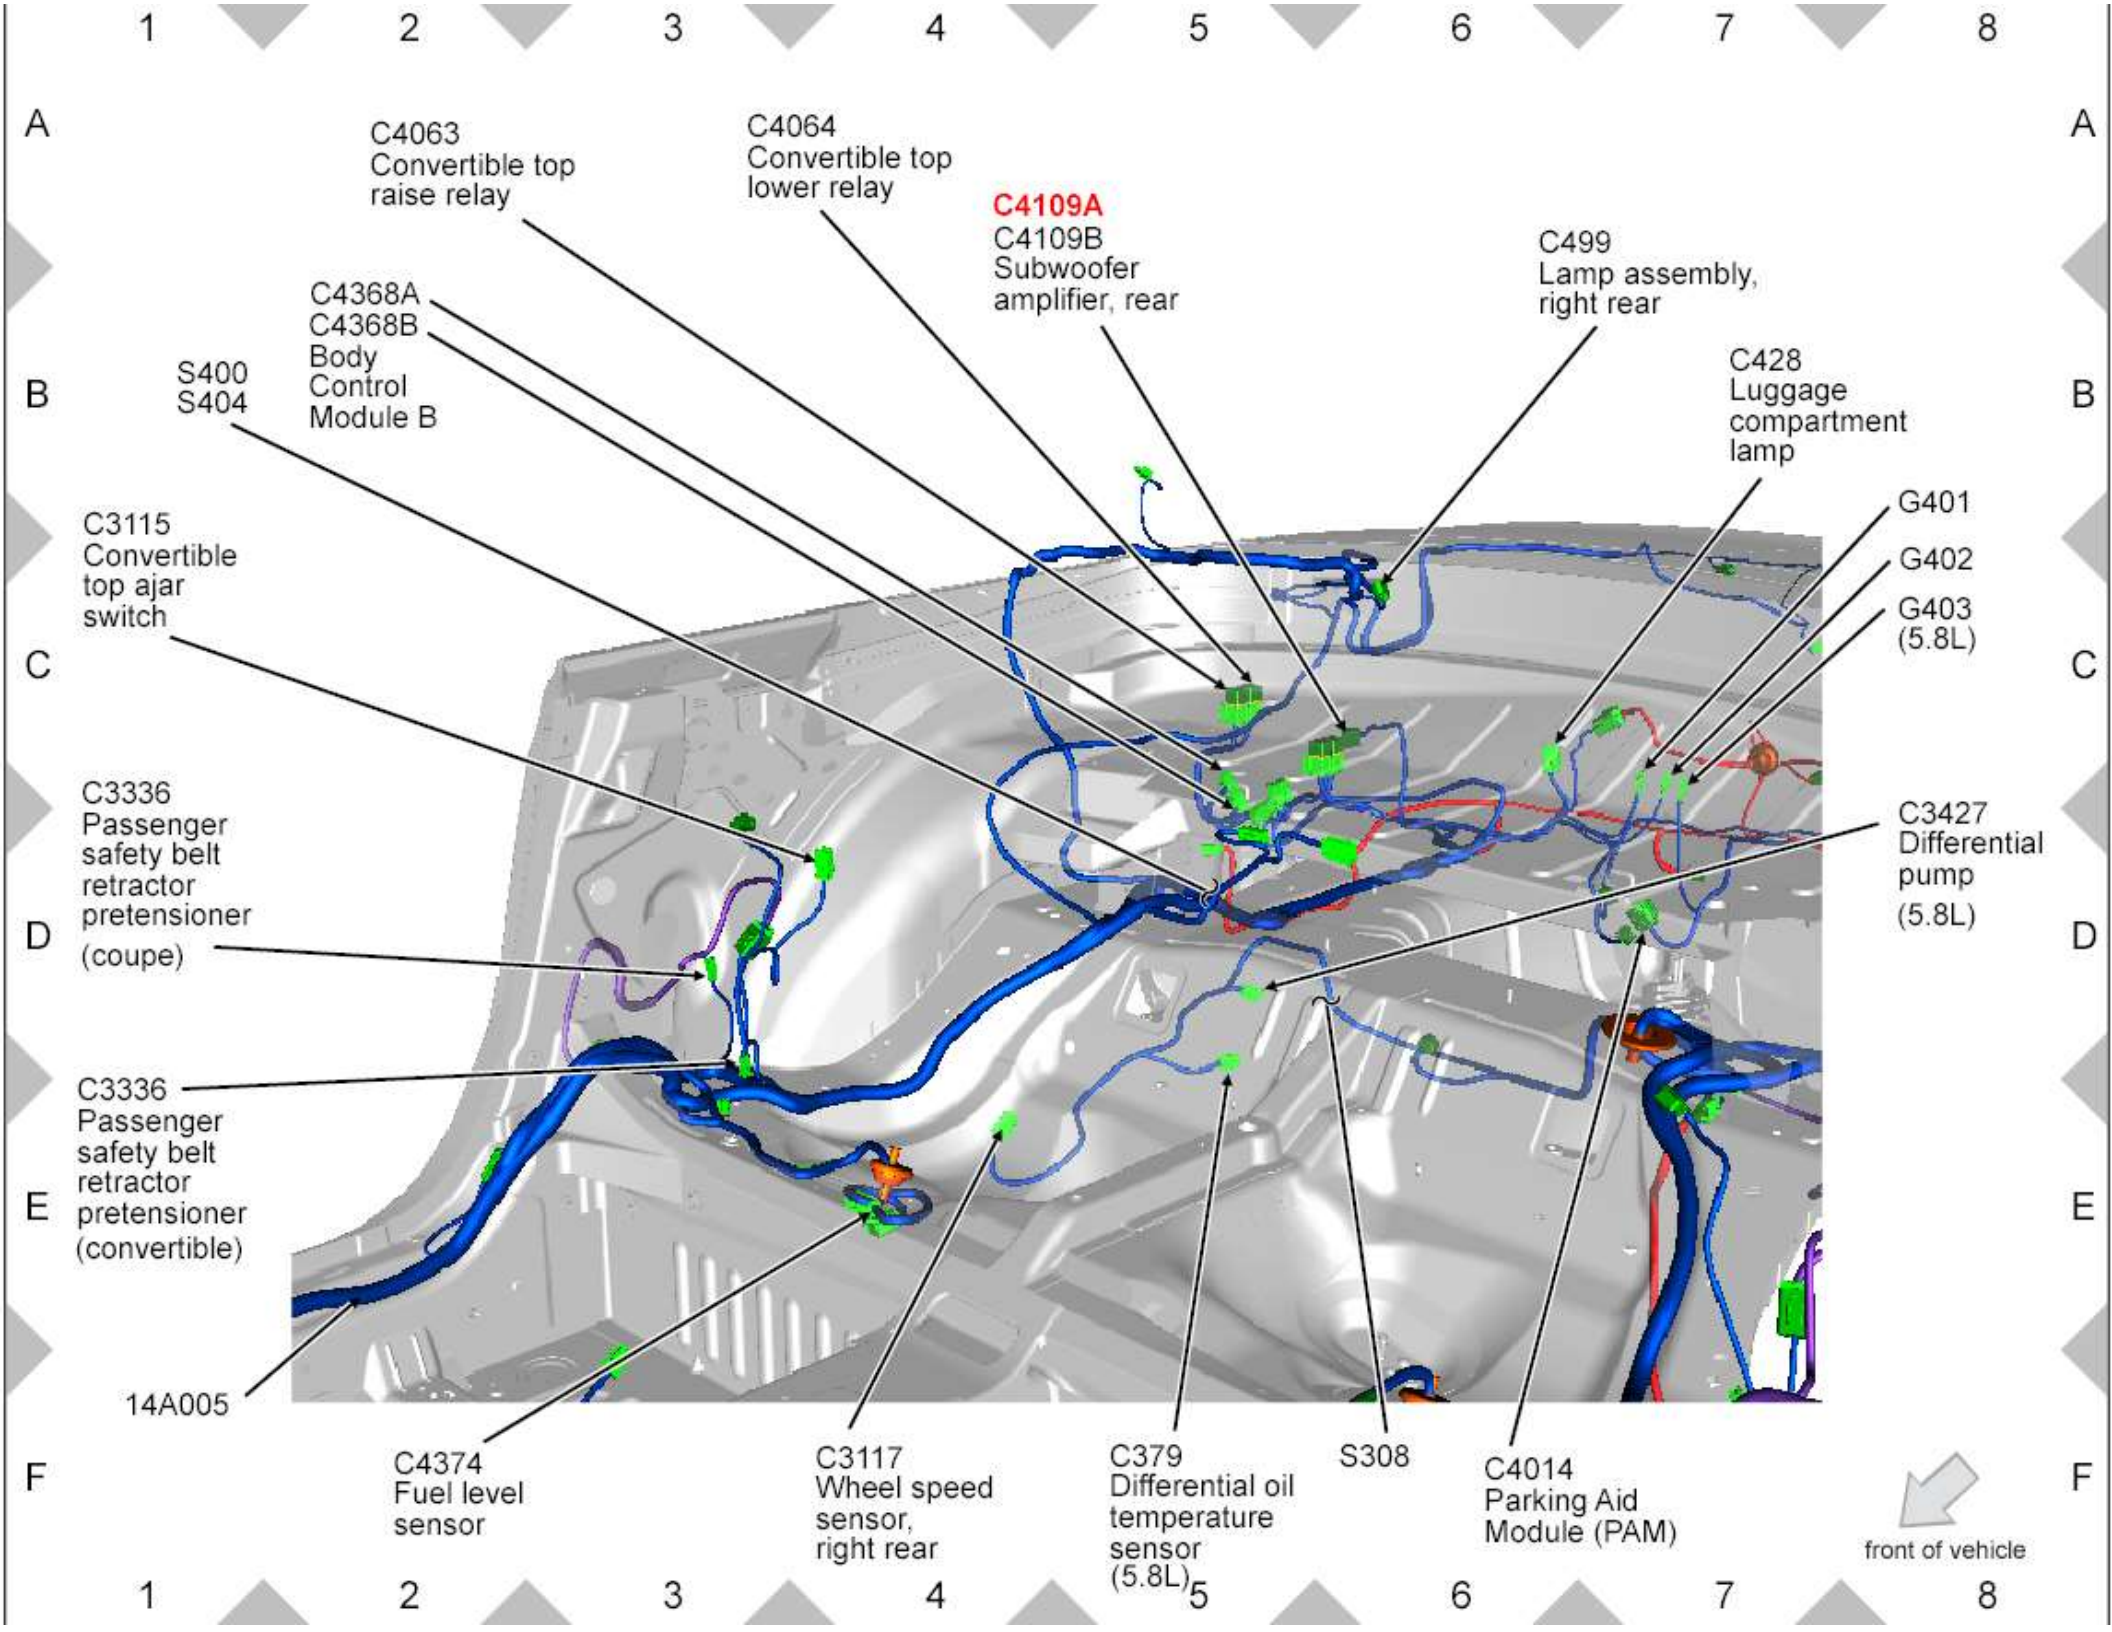 1 2 3 4 5 6 7 8
A A
C4063
Convertible top
raise relay
C4064
Convertible top
lower relay
C4109A
C4109B
Subwoofer
amplifier, rear
C499
Lamp assembly,
right rear
C4368A
C4368B
Body
Control
Module B
S400
S404
B B
C428
Luggage
compartment
lamp
G401
G402
G403
(5.8L)
C3115
Convertible
top ajar
switch
C C
C3336
Passenger
safety belt
retractor
pretensioner
(coupe)
C3427
Differential
pump
(5.8L)
D D
C3336
Passenger
safety belt
retractor
pretensioner
(convertible)
E E
14A005
C4374
Fuel level
sensor
C3117
Wheel speed
sensor,
right rear
C379
Differential oil
temperature
sensor
(5.8L)
S308
C4014
Parking Aid
Module (PAM)
F F
front of vehicle
1 2 3 4 5 6 7 8